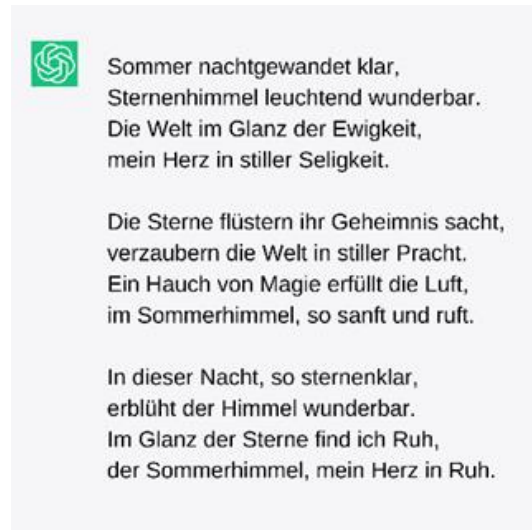 Sommer nachtgewandet klar,
Sternenhimmel leuchtend wunderbar.
Die Welt im Glanz der Ewigkeit,
mein Herz in stiller Seligkeit.
Die Sterne flüstern ihr Geheimnis sacht,
verzaubern die Welt in stiller Pracht.
Ein Hauch von Magie erfüllt die Luft,
im Sommerhimmel, so sanft und ruft.
In dieser Nacht, so sternenklar,
erblüht der Himmel wunderbar.
Im Glanz der Sterne find ich Ruh,
der Sommerhimmel, mein Herz in Ruh.